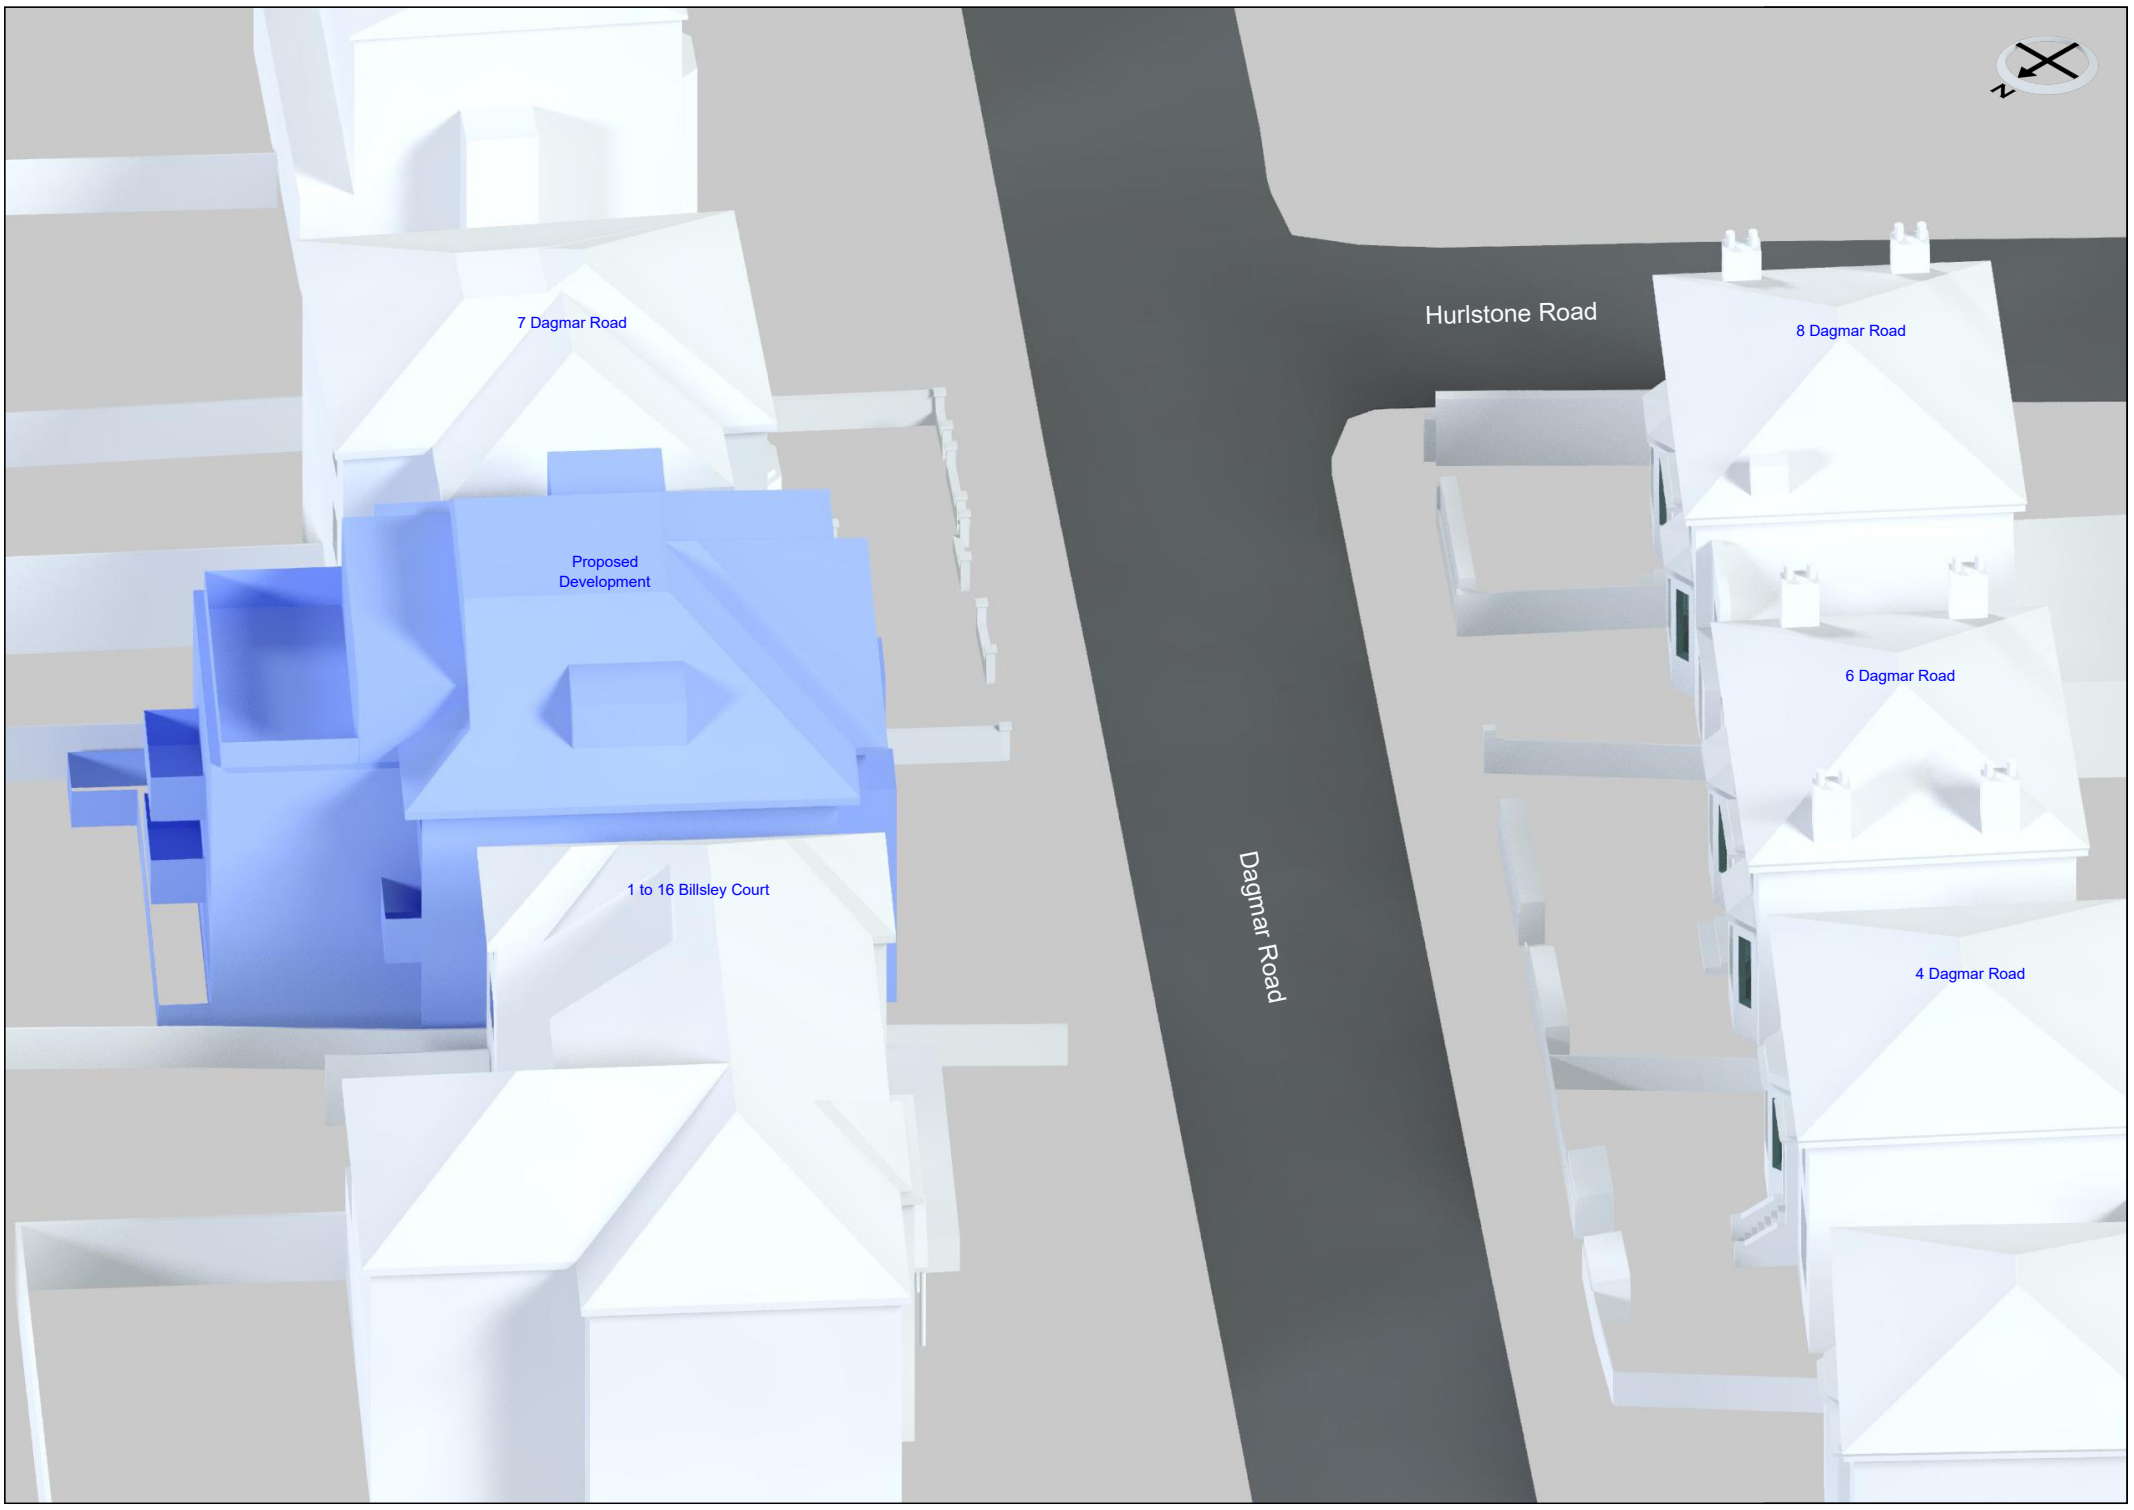 N
Hurlstone Road
7 Dagmar Road
8 Dagmar Road
Proposed
Development
6 Dagmar Road
1 to 16 Billsley Court
Dagmar Road
4 Dagmar Road